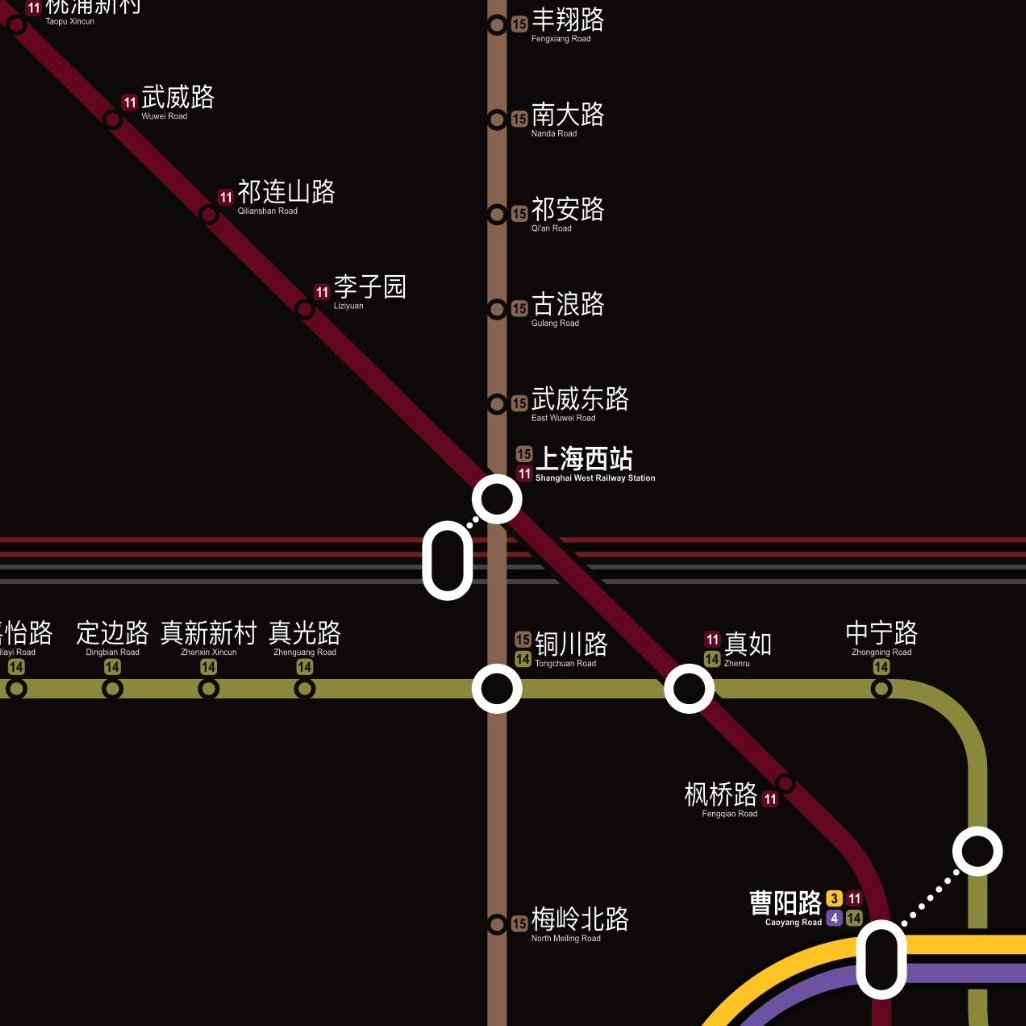 11 桃浦新村
Taopu Xincun
15 丰翔路
Fengxiang Road
11 武威路
Wuwei Road
15 南大路
Nanda Road
11 祁连山路
Qilianshan Road
15 祁安路
Qi'an Road
11 李子园
Liziyuan
15 古浪路
Gulang Road
15 武威东路
East Wuwei Road
15
11
上海西站
Shanghai West Railway Station
怡路
Road
14
定边路
Dingbian Road
14
真新新村
Zhenxin Xincun
14
真光路
Zhenguang Road
14
15
14
铜川路
Tongchuan Road
11
14
真如
Zhenru
中宁路
Zhongning Road
14
枫桥路 11
Fengqiao Road
曹阳路
Caoyang Road
3 11
4 14
15 梅岭北路
North Meiling Road